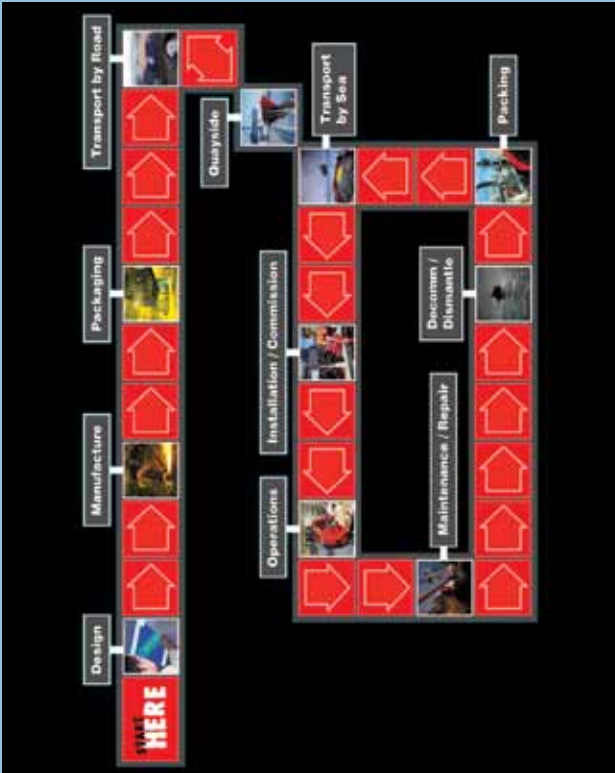 START
HERE
Design
Manufacture
Packaging
Transport by Road
Quayside
Transport
by Sea
Installation / Commission
Operations
Maintenance / Repair
Decomm /
Dismantle
Packing